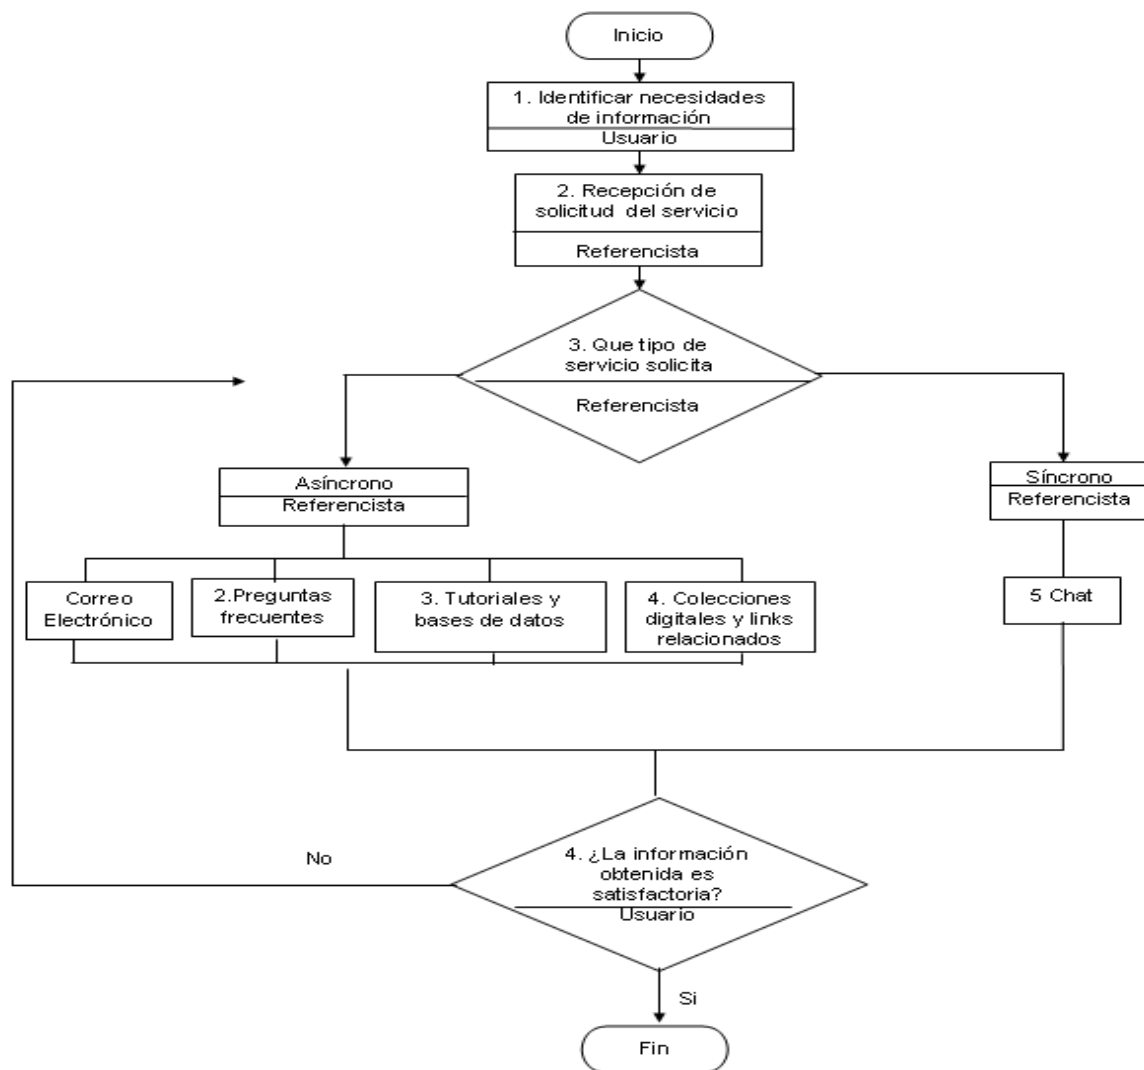 Inicio
1. Identificar necesidades
de información
Usuario
2. Recepción de
solicitud del servicio
Referencista
3. Que tipo de
servicio solicita
Referencista
Asíncrono
Referencista
Síncrono
Referencista
Correo
Electrónico
2.Preguntas
frecuentes
3. Tutoriales y
bases de datos
4. Colecciones
digitales y links
relacionados
5 Chat
No
4. ¿La información
obtenida es
satisfactoria?
Usuario
Si
Fin